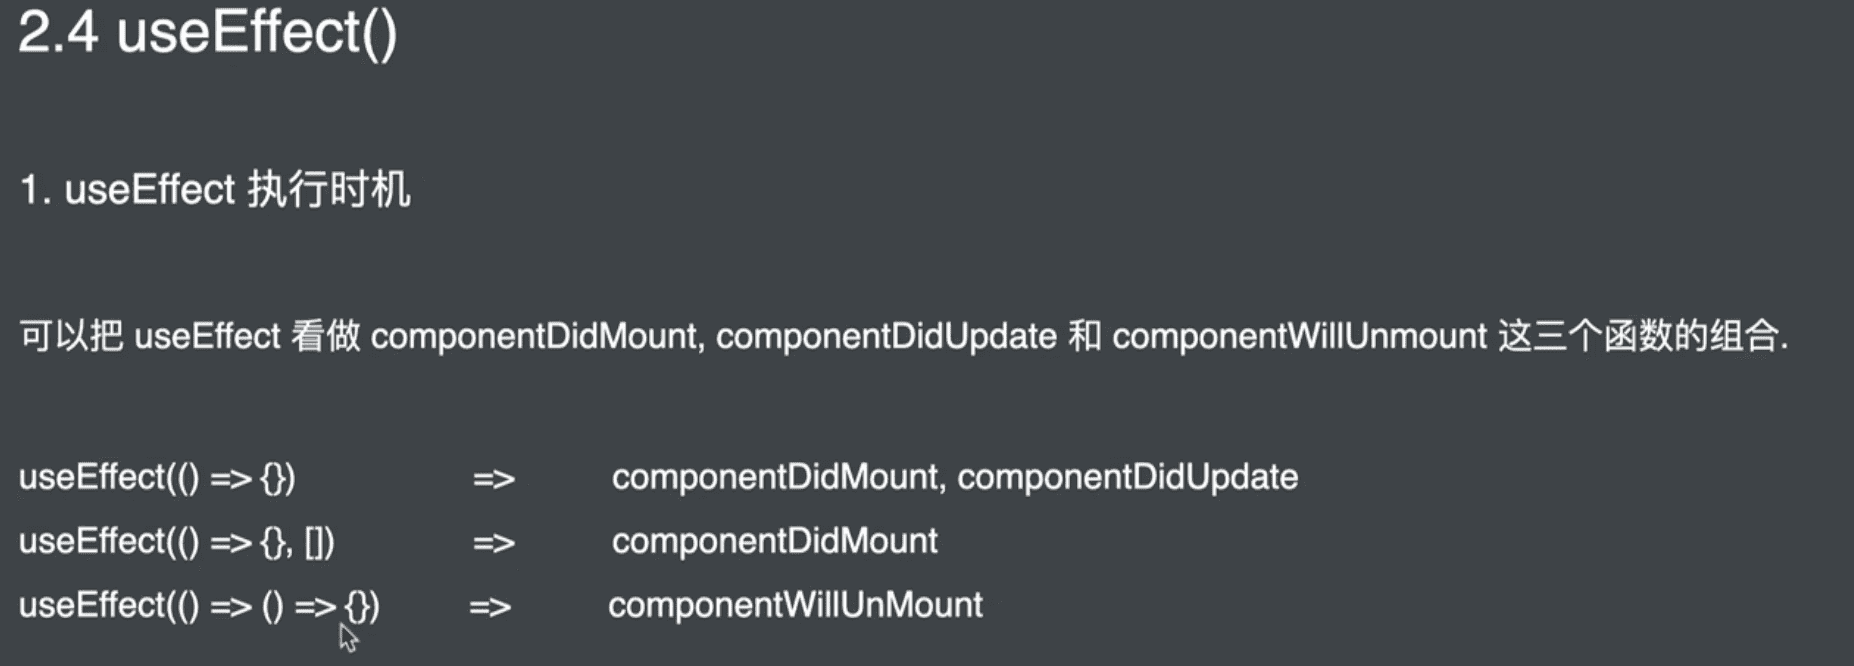 2.4 useEffect()
1. useEffect 执行时机
可以把 useEffect 看做 componentDidMount, componentDidUpdate 和 componentWillUnmount 这三个函数的组合.
useEffect(() => {}) => componentDidMount, componentDidUpdate
useEffect(() => {}, []) => componentDidMount
useEffect(() => () => {}) => componentWillUnMount